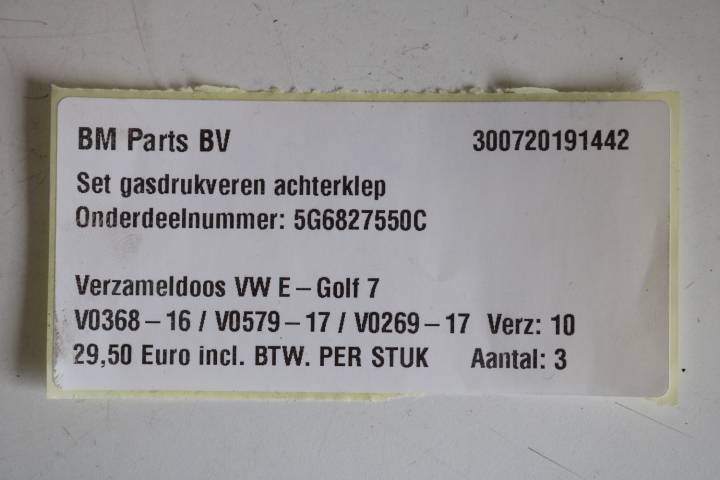 BM Parts BV 300720191442
Set gasdrukveren achterklep
Onderdeelnummer: 5G6827550C
Verzameldoos VW E-Golf 7
V0368-16 / V0579-17 / V0269-17 Verz: 10
29,50 Euro incl. BTW. PER STUK Aantal: 3